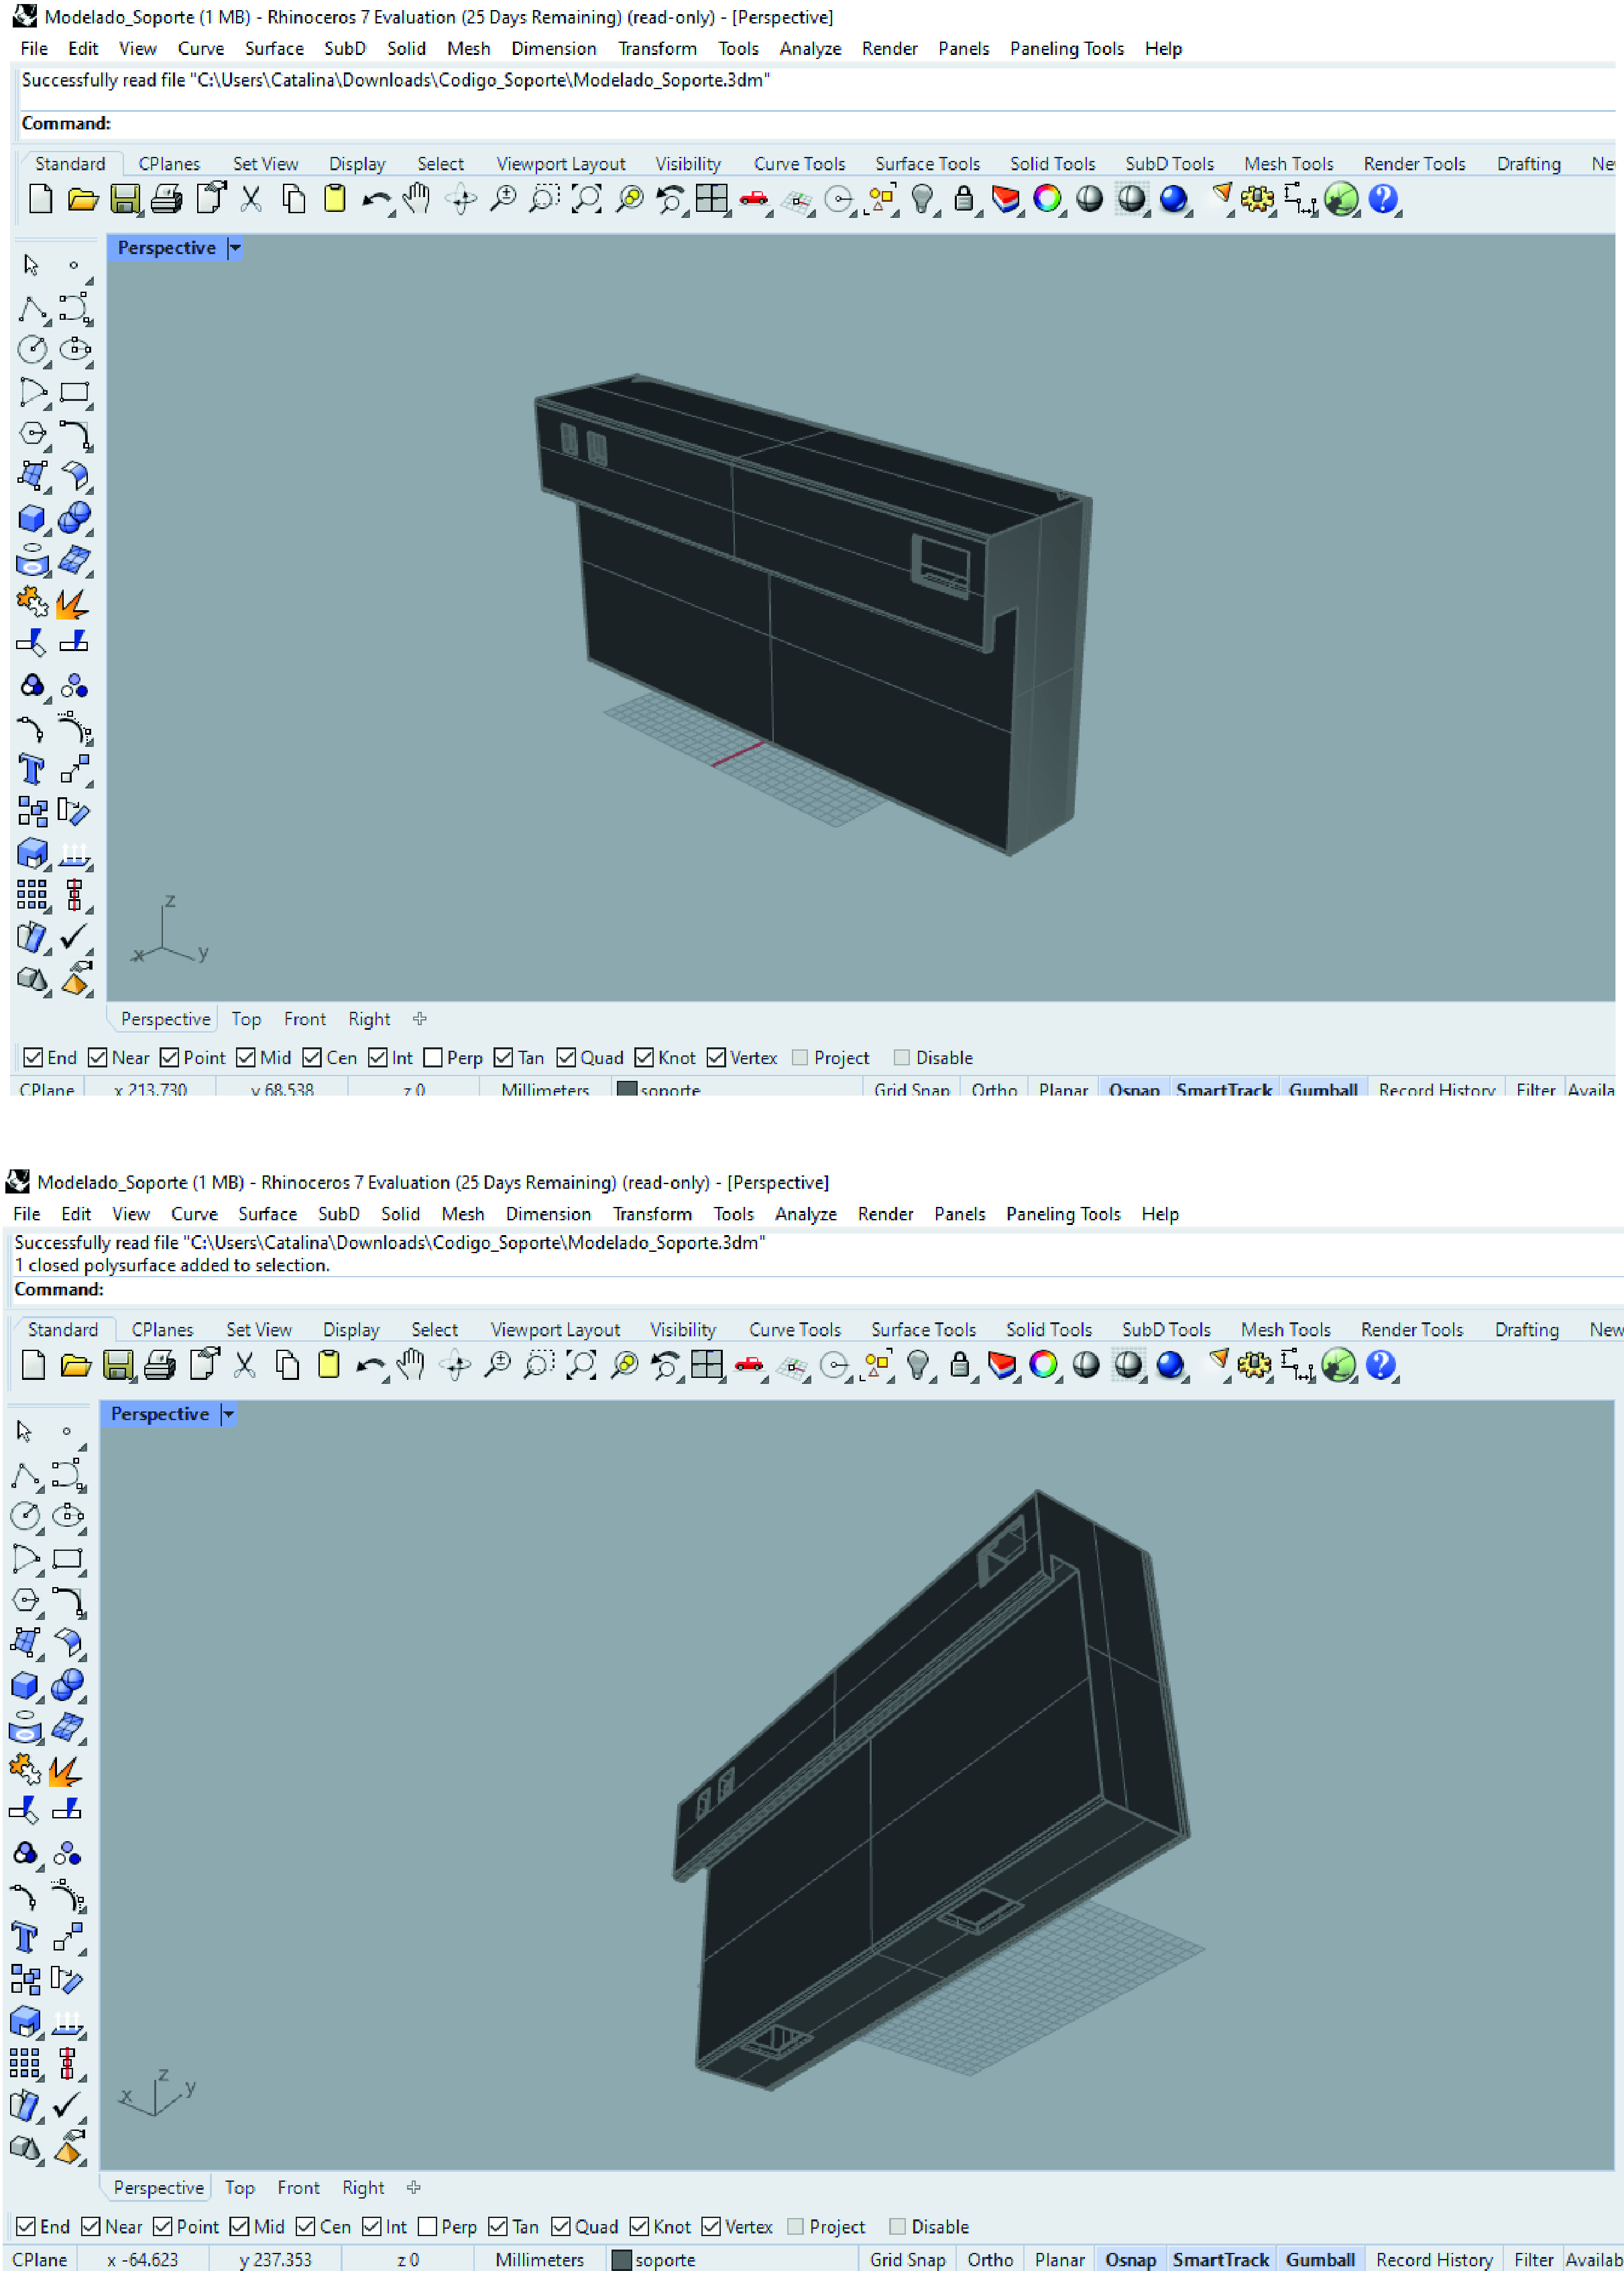 Modelado_Soporte (1 MB) - Rhinoceros 7 Evaluation (25 Days Remaining) (read-only) - [Perspective]
File Edit View Curve Surface SubD Solid Mesh Dimension Transform Tools Analyze Render Panels Paneling Tools Help
Successfully read file "C:\Users\Catalina\Downloads\Codigo_Soporte\Modelado_Soporte.3dm"
Command:
Standard CPlanes Set View Display Select Viewport Layout Visibility Curve Tools Surface Tools Solid Tools SubD Tools Mesh Tools Render Tools Drafting Ne
Perspective
z
x y
Perspective Top Front Right
End Near Point Mid Cen Int Perp Tan Quad Knot Vertex Project Disable
CPlane x 213.730 y 68.538 z 0 Millimeters soporte Grid Snap Ortho Planar Osnap SmartTrack Gumball Record History Filter Availa
Modelado_Soporte (1 MB) - Rhinoceros 7 Evaluation (25 Days Remaining) (read-only) - [Perspective]
File Edit View Curve Surface SubD Solid Mesh Dimension Transform Tools Analyze Render Panels Paneling Tools Help
Successfully read file "C:\Users\Catalina\Downloads\Codigo_Soporte\Modelado_Soporte.3dm"
1 closed polysurface added to selection.
Command:
Standard CPlanes Set View Display Select Viewport Layout Visibility Curve Tools Surface Tools Solid Tools SubD Tools Mesh Tools Render Tools Drafting New
Perspective
z
x y
Perspective Top Front Right
End Near Point Mid Cen Int Perp Tan Quad Knot Vertex Project Disable
CPlane x -64.623 y 237.353 z 0 Millimeters soporte Grid Snap Ortho Planar Osnap SmartTrack Gumball Record History Filter Availab